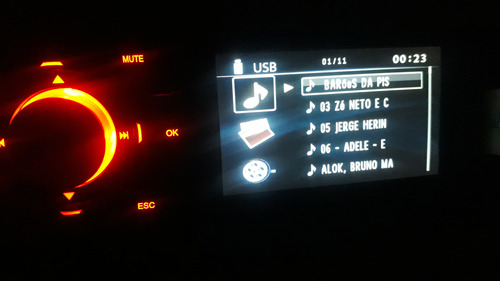 MUTE
OK
ESC
USB
01/11
00:23
BARõeS DA PIS
03 Zé NETO E C
05 JERGE HERIN
06 - ADELE - E
ALOK, BRUNO MA